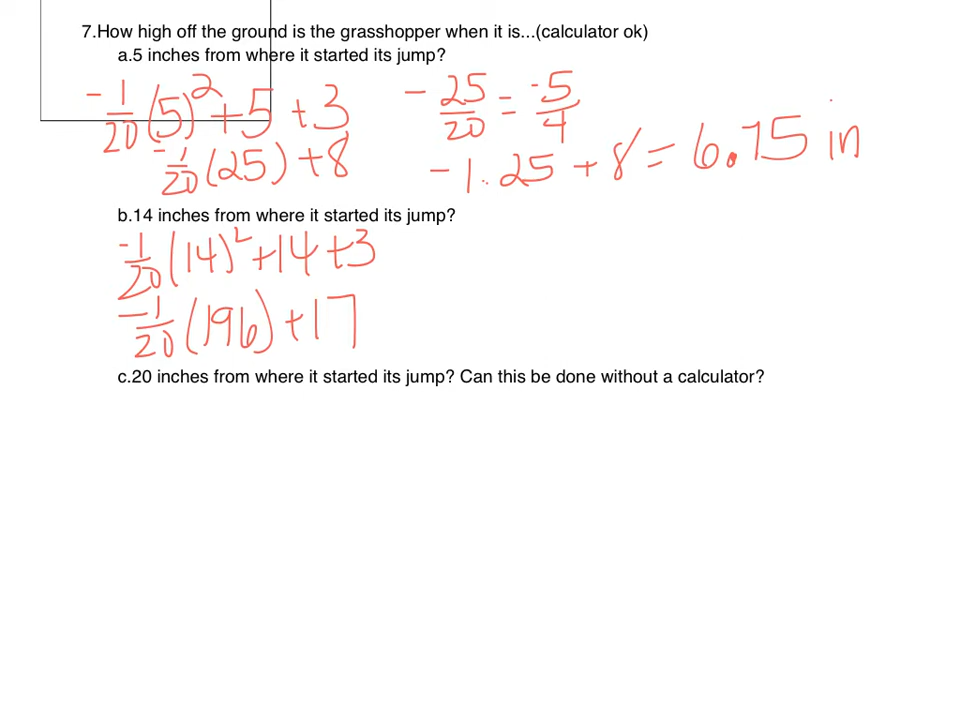 7.How high off the ground is the grasshopper when it is...(calculator ok)
a.5 inches from where it started its jump?
-1/20 (5)² + 5 + 3
-1/20 (25) + 8
-25/20 = -5/4
-1.25 + 8 = 6.75 in
b.14 inches from where it started its jump?
-1/20 (14)² + 14 + 3
-1/20 (196) + 17
c.20 inches from where it started its jump? Can this be done without a calculator?